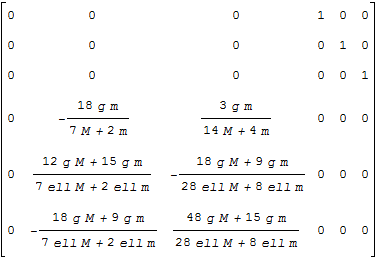 0 0 0 1 0 0
0 0 0 0 1 0
0 0 0 0 0 1
0 -(18 g m)/(7 M + 2 m) (3 g m)/(14 M + 4 m) 0 0 0
0 (12 g M + 15 g m)/(7 ell M + 2 ell m) -(18 g M + 9 g m)/(28 ell M + 8 ell m) 0 0 0
0 -(18 g M + 9 g m)/(7 ell M + 2 ell m) (48 g M + 15 g m)/(28 ell M + 8 ell m) 0 0 0